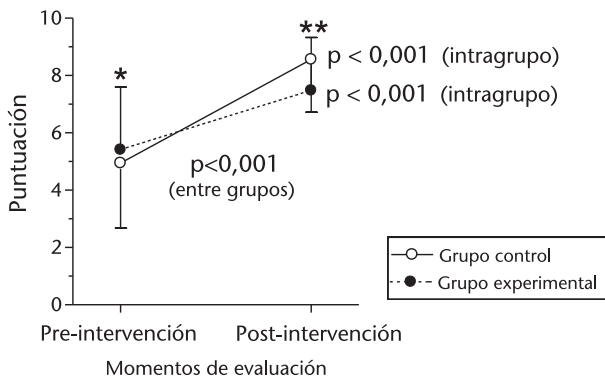 10
8
6
4
2
0
Puntuación
*
**
p < 0,001 (intragrupo)
p < 0,001 (intragrupo)
p<0,001
(entre grupos)
Grupo control
Grupo experimental
Pre-intervención
Post-intervención
Momentos de evaluación